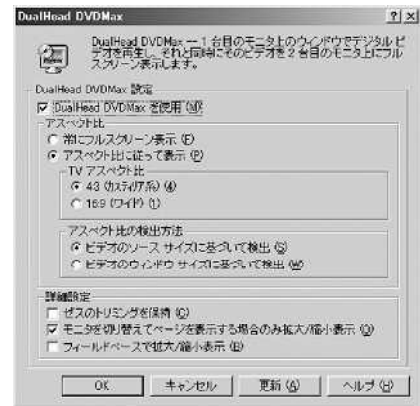 DualHead DVDMax
DualHead DVDMax ー 1 台目のモニタ上のウィンドウでデジタル ビ
デオを再生し、それと同時にそのビデオを 2 台目のモニタ上にフル
スクリーン表示します。
DualHead DVDMax 設定
DualHead DVDMax を使用 (M)
アスペクト比
常にフルスクリーン表示 (F)
アスペクト比に従って表示 (P)
TV アスペクト比
4:3 (4)
16:9 (ワイド) (1)
アスペクト比の検出方法
ビデオのソース サイズに基づいて検出 (S)
ビデオのウィンドウ サイズに基づいて検出 (W)
詳細設定
のトリミングを保持 (C)
モニタを切り替えてページを表示する場合のみ拡大/縮小表示 (O)
フィールドベースで拡大/縮小表示 (B)
OK
キャンセル
更新 (A)
ヘルプ (H)